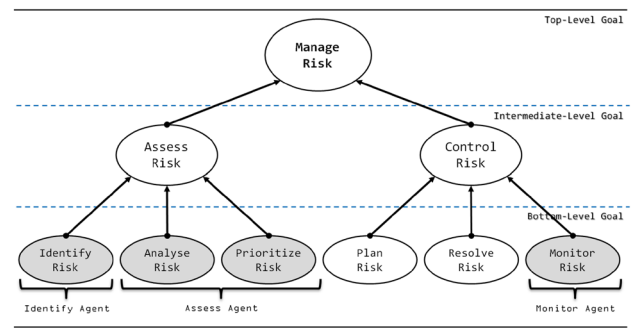 Top-Level Goal
Manage
Risk
Intermediate-Level Goal
Assess
Risk
Control
Risk
Bottom-Level Goal
Identify
Risk
Analyse
Risk
Prioritize
Risk
Plan
Risk
Resolve
Risk
Monitor
Risk
Identify Agent
Assess Agent
Monitor Agent